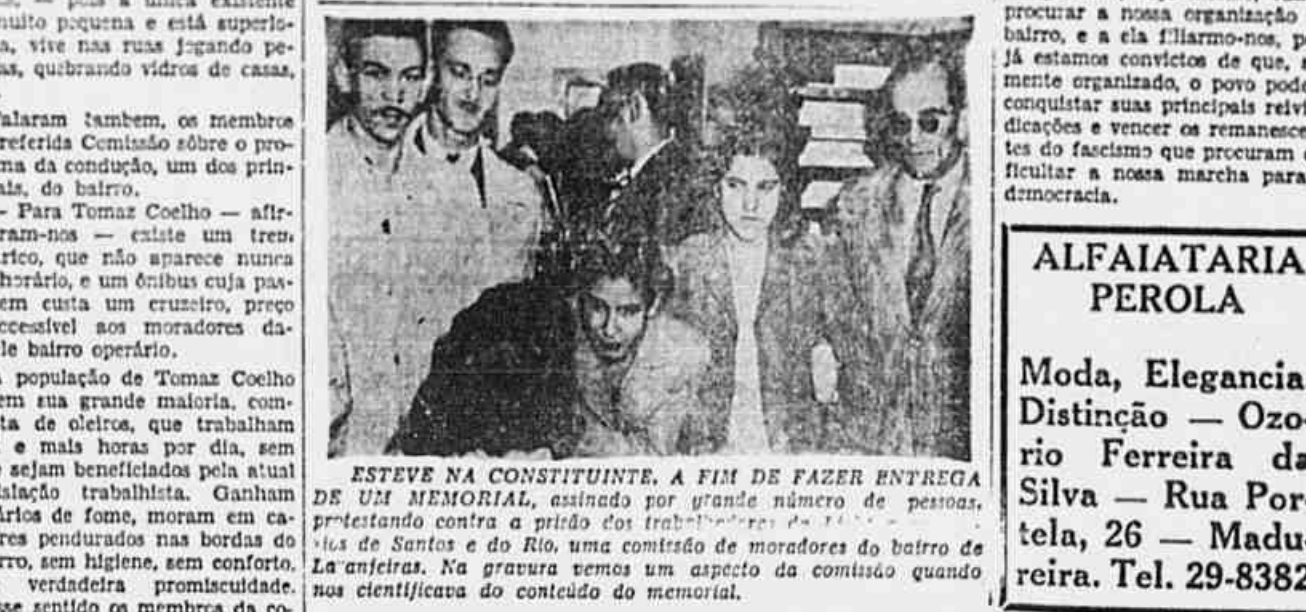 muito pequena e está superlo-
a, vive nas ruas jogando pe-
as, quebrando vidros de casas,
alaram tambem, os membros
referida Comissão sôbre o pro-
ma da condução, um dos prin-
ais, do bairro.
— Para Tomaz Coelho — afir-
ram-nos — existe um trem
rico, que não aparece nunca
horário, e um ônibus cuja pas-
em custa um cruzeiro, preço
ccessivel aos moradores da-
le bairro operário.
população de Tomaz Coelho
em sua grande maioria, com-
ta de oleiros, que trabalham
e mais horas por dia, sem
sejam beneficiados pela atual
islação trabalhista. Ganham
ários de fome, moram em ca-
res pendurados nas bordas do
rro, sem higiene, sem conforto,
verdadeira promiscuidade.
sse sentido os membros da co-
ESTEVE NA CONSTITUINTE, A FIM DE FAZER ENTREGA
DE UM MEMORIAL, assinado por grande número de pessoas,
protestando contra a prisão dos trabalhadores da
de Santos e do Rio, uma comissão de moradores do bairro de
Laranjeiras. Na gravura vemos um aspécto da comissão quando
nos cientificava do conteúdo do memorial.
procurar a nossa organisação
bairro, e a ela filiarmo-nos, p
já estamos convictos de que, s
mente organizado, o povo pode
conquistar suas principais reivi
dicações e vencer os remanesce
tes do fascismo que procuram
ficultar a nossa marcha para
democracia.
ALFAIATARIA
PEROLA
Moda, Elegancia
Distinção — Ozo-
rio Ferreira da
Silva — Rua Por
tela, 26 — Madu-
reira. Tel. 29-8382